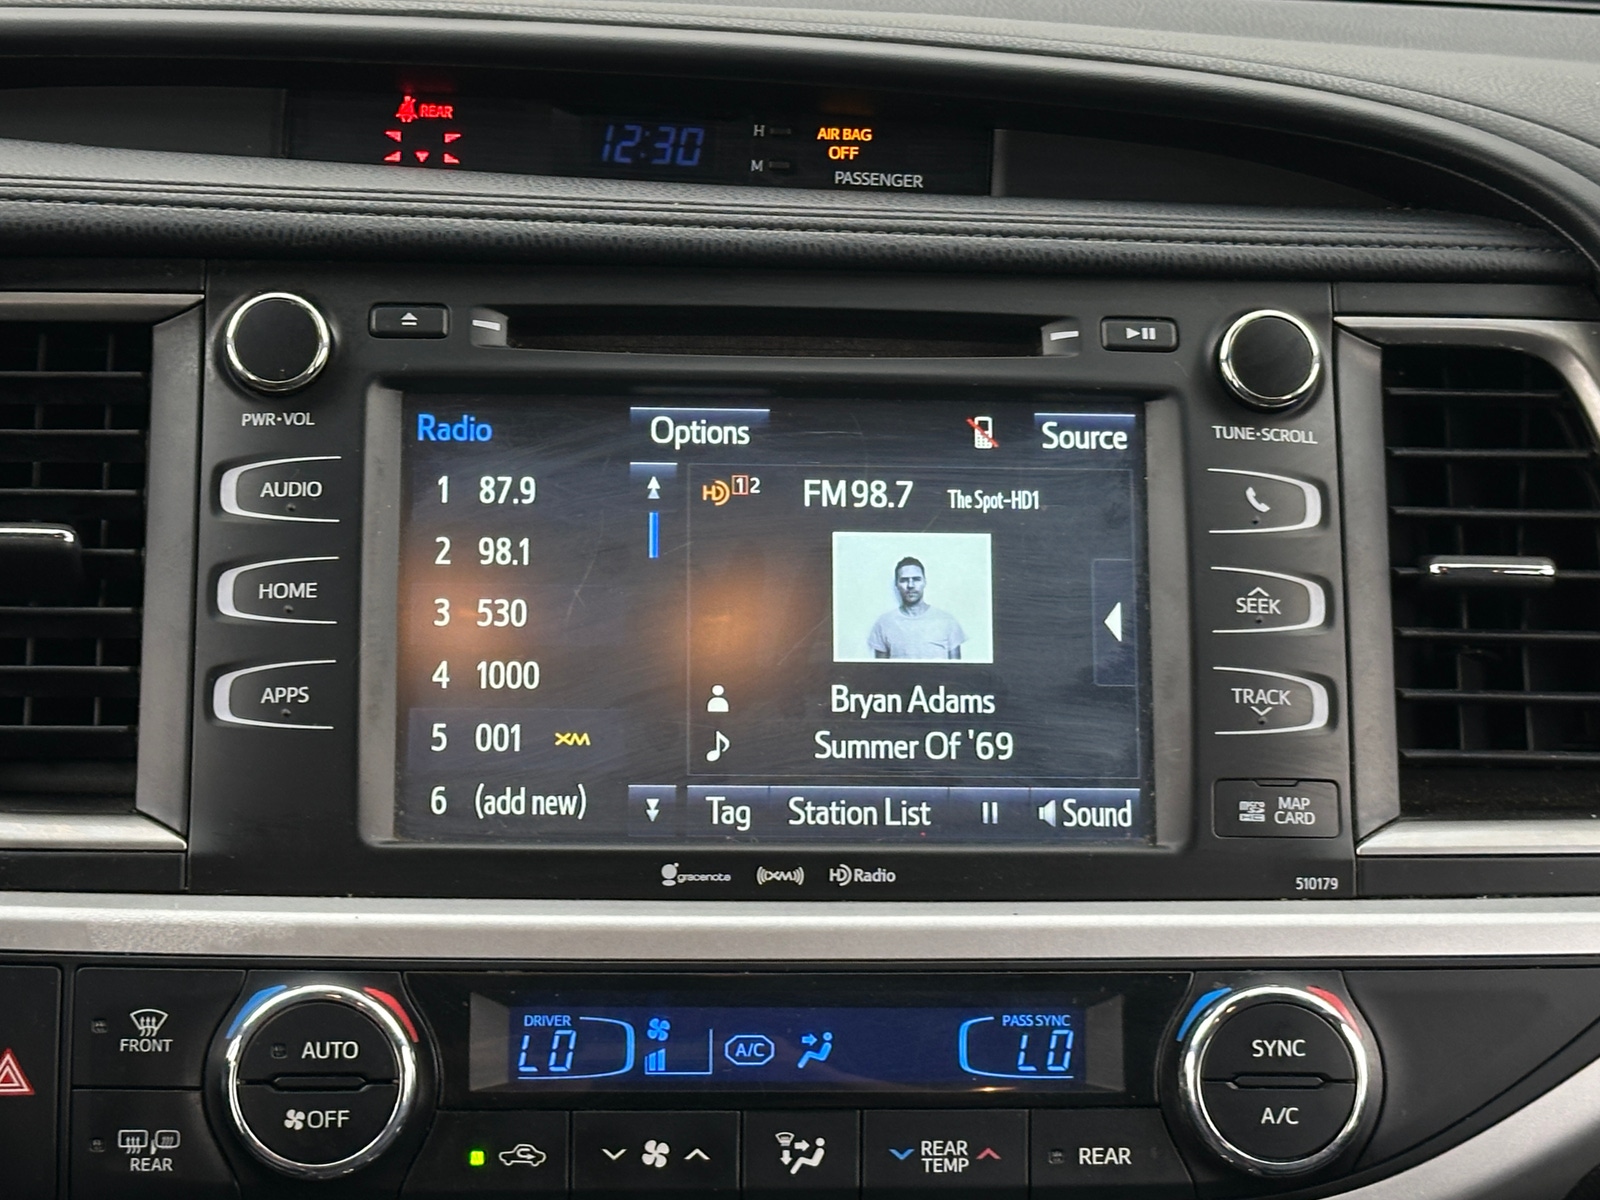 REAR
12:30
H
M
AIR BAG
OFF
PASSENGER
PWR•VOL
TUNE•SCROLL
AUDIO
HOME
APPS
Radio
Options
Source
1 87.9
2 98.1
3 530
4 1000
5 001 XM
6 (add new)
HD 1 2
FM 98.7 The Spot-HD1
Bryan Adams
Summer Of '69
Tag
Station List
Sound
SEEK
TRACK
micro
HC
MAP
CARD
gracenote
((XM))
HD Radio
510179
FRONT
REAR
AUTO
OFF
DRIVER
LO
A/C
PASS SYNC
LO
SYNC
A/C
REAR
TEMP
REAR